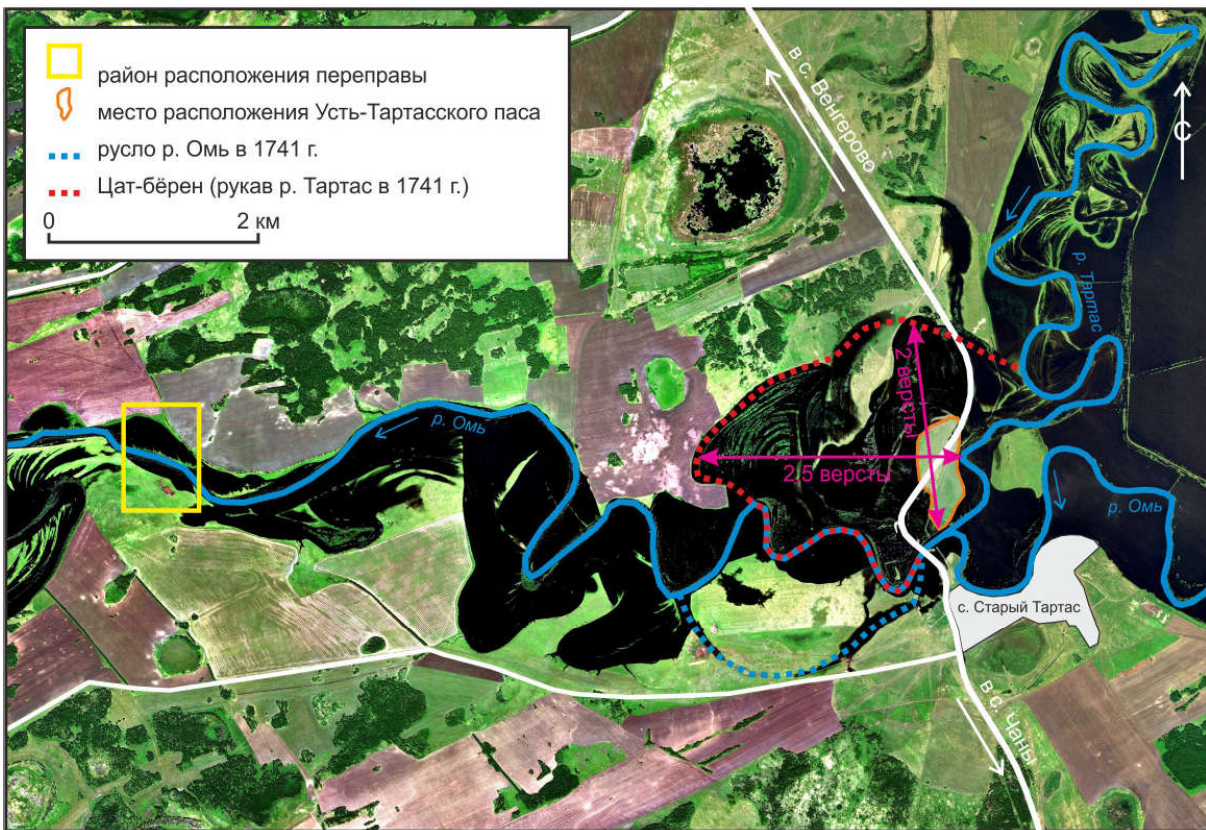 район расположения переправы
место расположения Усть-Тартасского паса
русло р. Омь в 1741 г.
Цат-бёрен (рукав р. Тартас в 1741 г.)
0 2 км
в с. Венгерово
С
р. Тартас
2 версты
2.5 версты
р. Омь
р. Омь
с. Старый Тартас
в с. Чаны